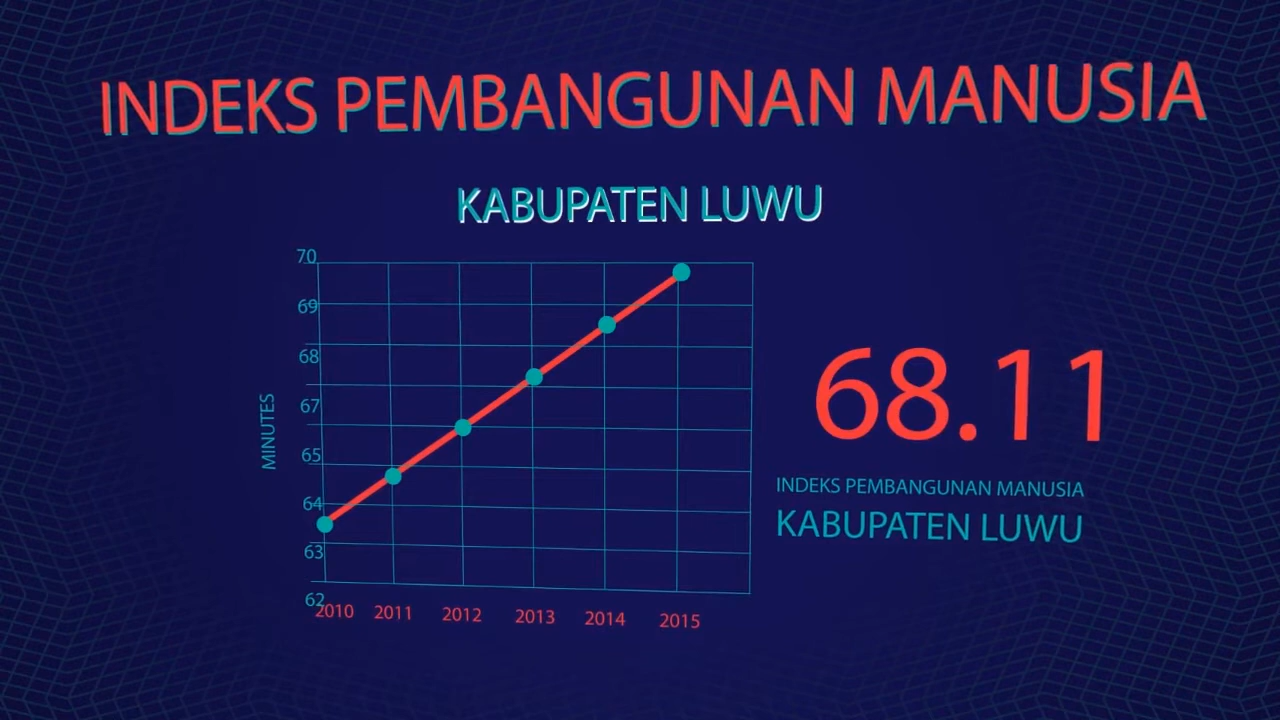 INDEKS PEMBANGUNAN MANUSIA
KABUPATEN LUWU
70
69
68
67
65
64
63
62
MINUTES
2010 2011 2012 2013 2014 2015
68.11
INDEKS PEMBANGUNAN MANUSIA
KABUPATEN LUWU